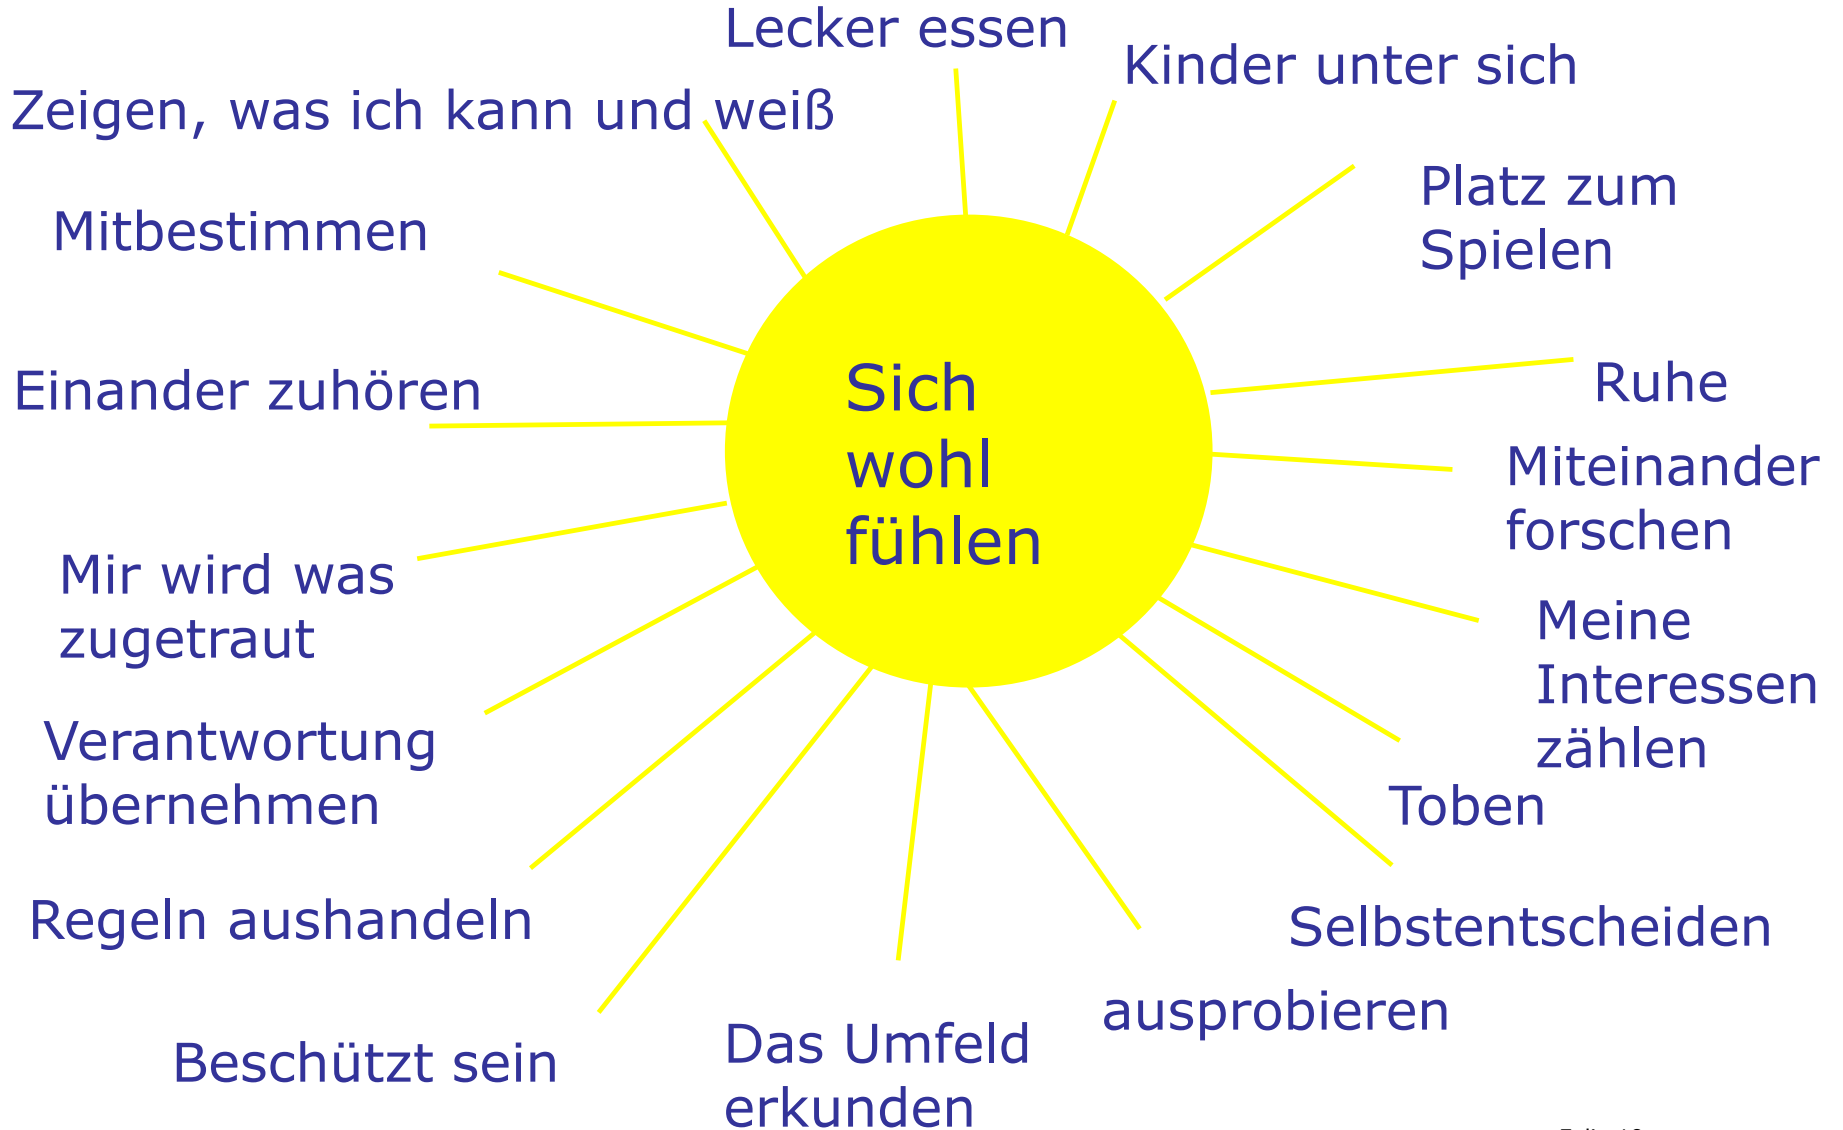 Lecker essen
Kinder unter sich
Zeigen, was ich kann und weiß
Platz zum
Spielen
Mitbestimmen
Einander zuhören
Sich
wohl
fühlen
Ruhe
Miteinander
forschen
Mir wird was
zugetraut
Meine
Interessen
zählen
Verantwortung
übernehmen
Toben
Regeln aushandeln
Selbstentscheiden
ausprobieren
Beschützt sein
Das Umfeld
erkunden